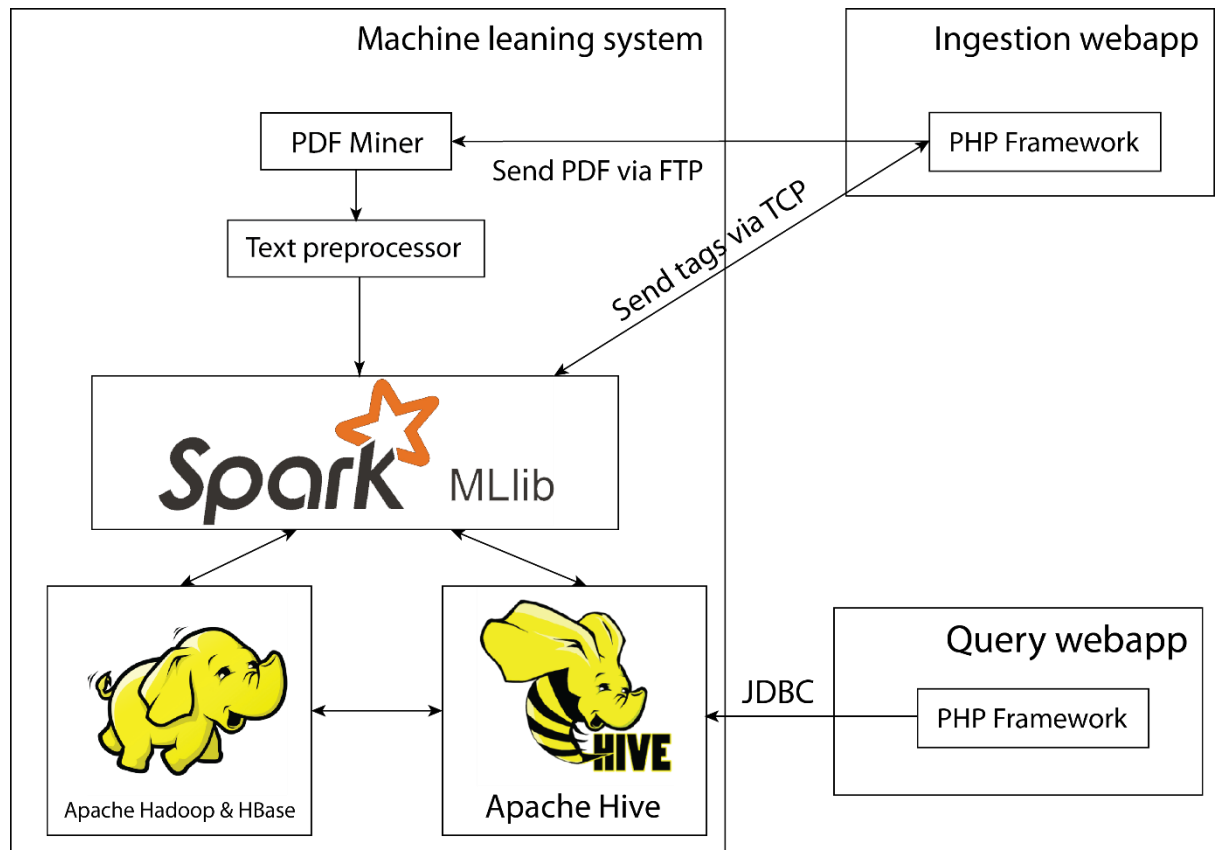 Machine leaning system
Ingestion webapp
PDF Miner
PHP Framework
Send PDF via FTP
Text preprocessor
Send tags via TCP
Spark MLlib
HIVE
Apache Hadoop & HBase
Apache Hive
Query webapp
JDBC
PHP Framework